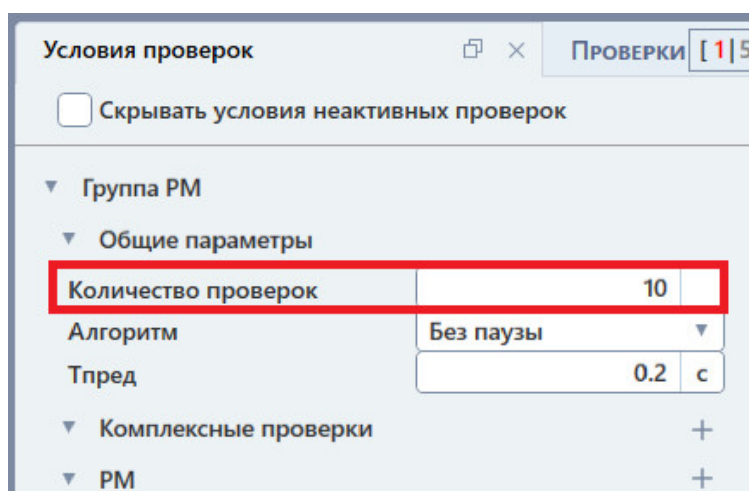 Условия проверок ПРОВЕРКИ [ 1|5
Скрывать условия неактивных проверок
Группа РМ
Общие параметры
Количество проверок 10
Алгоритм Без паузы
Тпред 0.2 с
Комплексные проверки
РМ